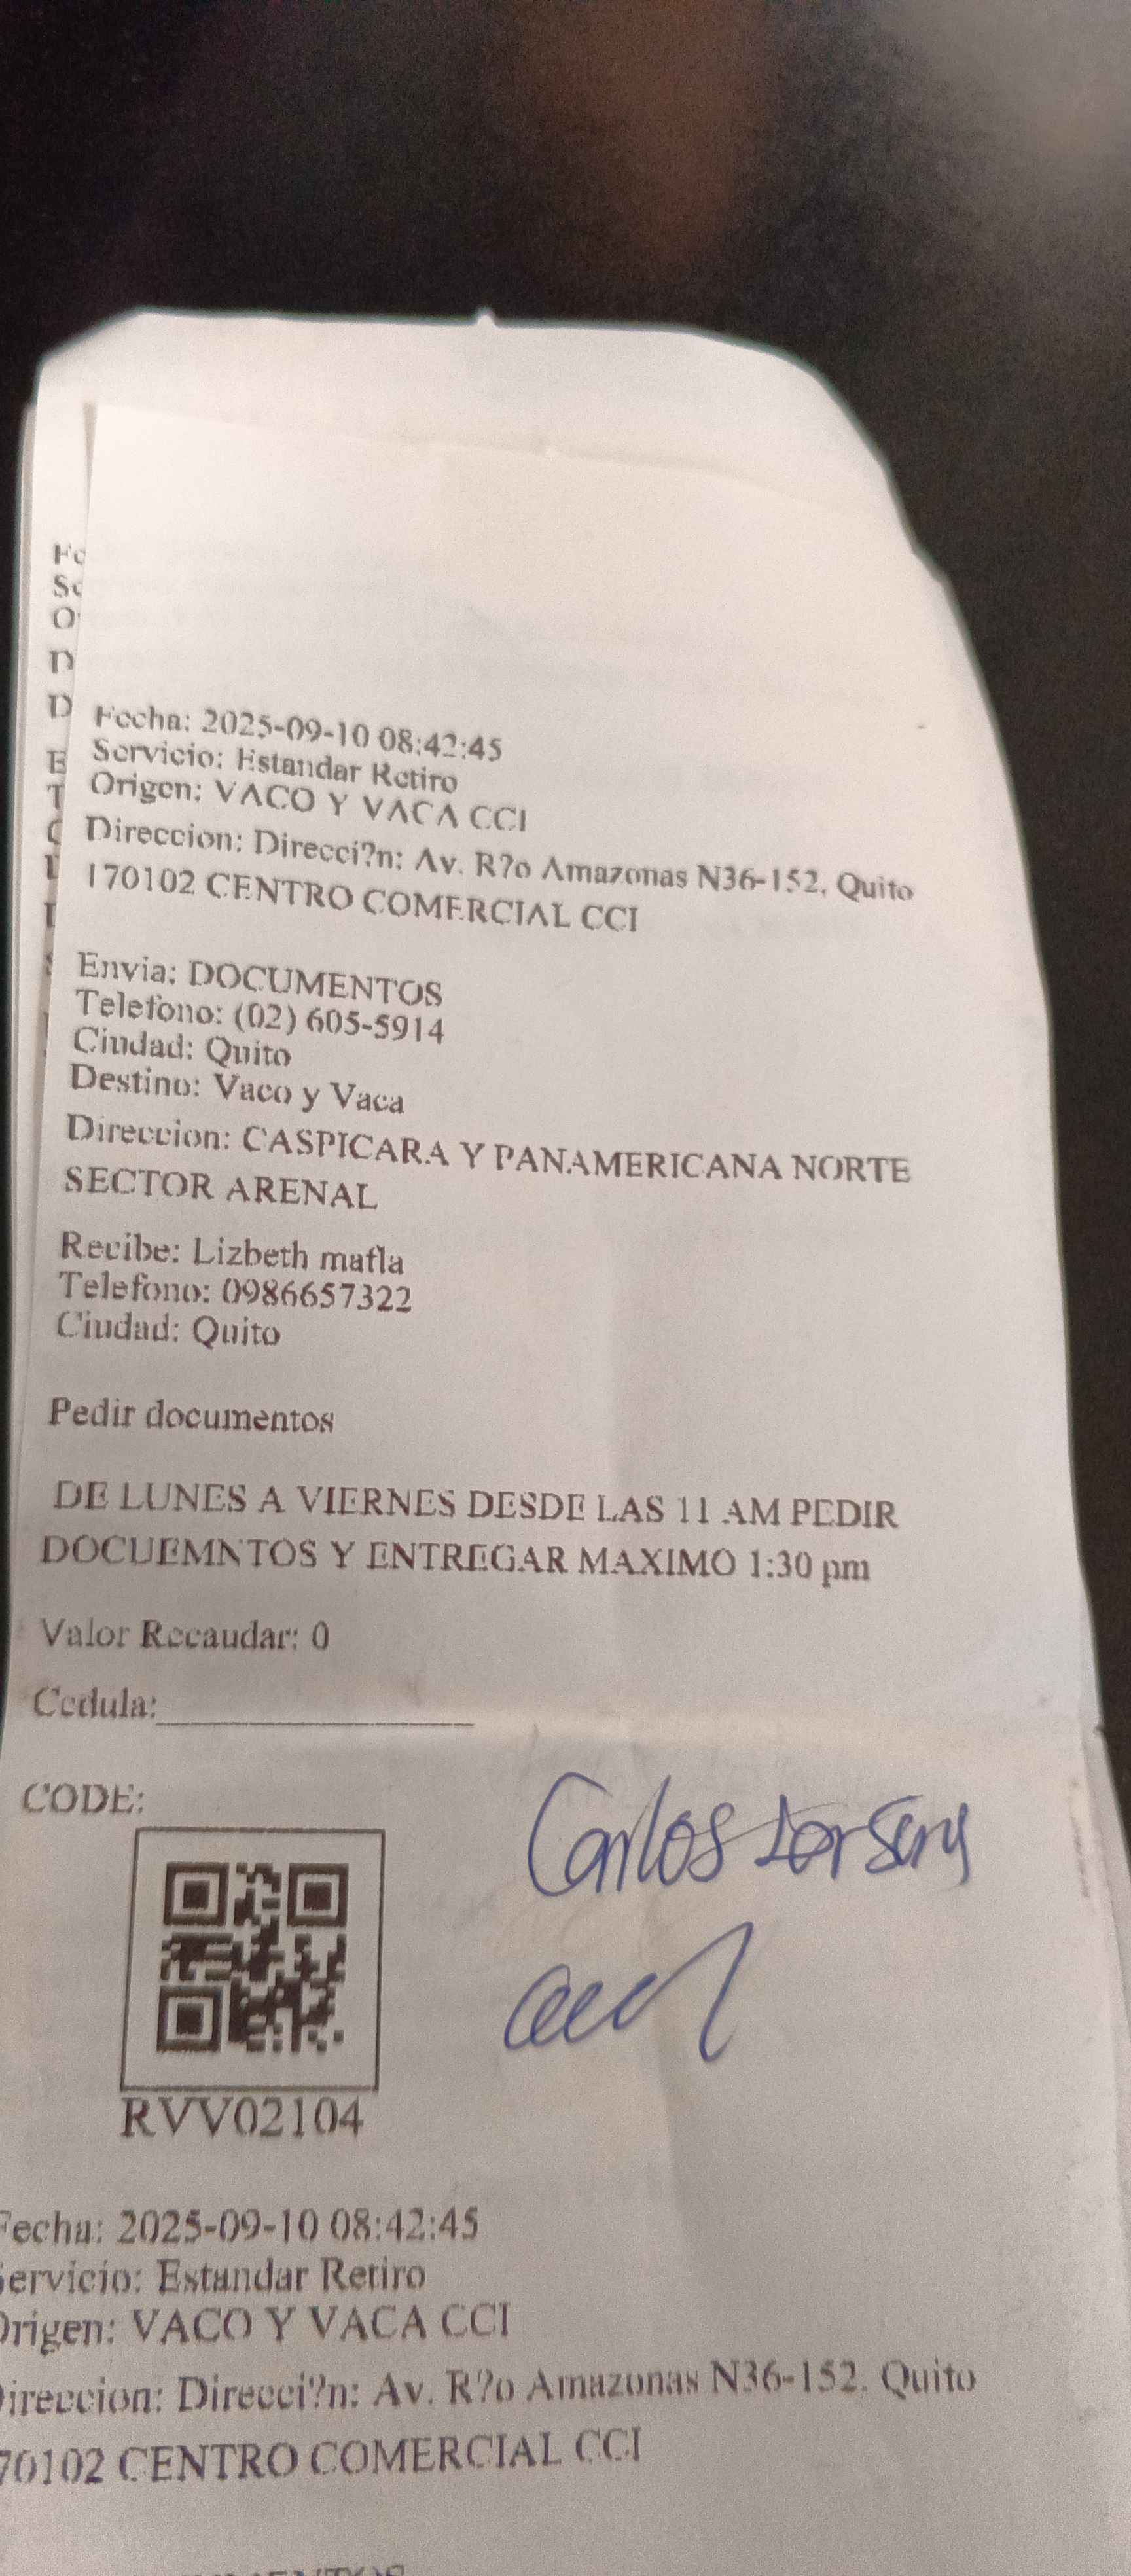 Fecha: 2025-09-10 08:42:45
Servicio: Estandar Retiro
Origen: VACO Y VACA CCI
Direccion: Direcci?n: Av. R?o Amazonas N36-152, Quito
170102 CENTRO COMERCIAL CCI
Envia: DOCUMENTOS
Telefono: (02) 605-5914
Ciudad: Quito
Destino: Vaco y Vaca
Direccion: CASPICARA Y PANAMERICANA NORTE
SECTOR ARENAL
Recibe: Lizbeth mafla
Telefono: 0986657322
Ciudad: Quito
Pedir documentos
DE LUNES A VIERNES DESDE LAS 11 AM PEDIR
DOCUEMNTOS Y ENTREGAR MAXIMO 1:30 pm
Valor Recaudar: 0
Cedula:
CODE:
Carlos
RVV02104
Fecha: 2025-09-10 08:42:45
Servicio: Estandar Retiro
Origen: VACO Y VACA CCI
Direccion: Direcci?n: Av. R?o Amazonas N36-152, Quito
70102 CENTRO COMERCIAL CCI